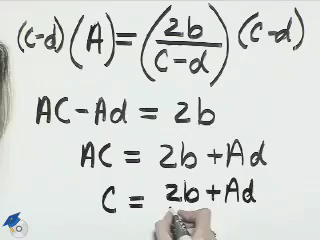 (c-d)(A)=(2b/(c-d))(c-d)
AC-Ad = 2b
AC = 2b+Ad
C = 2b+Ad